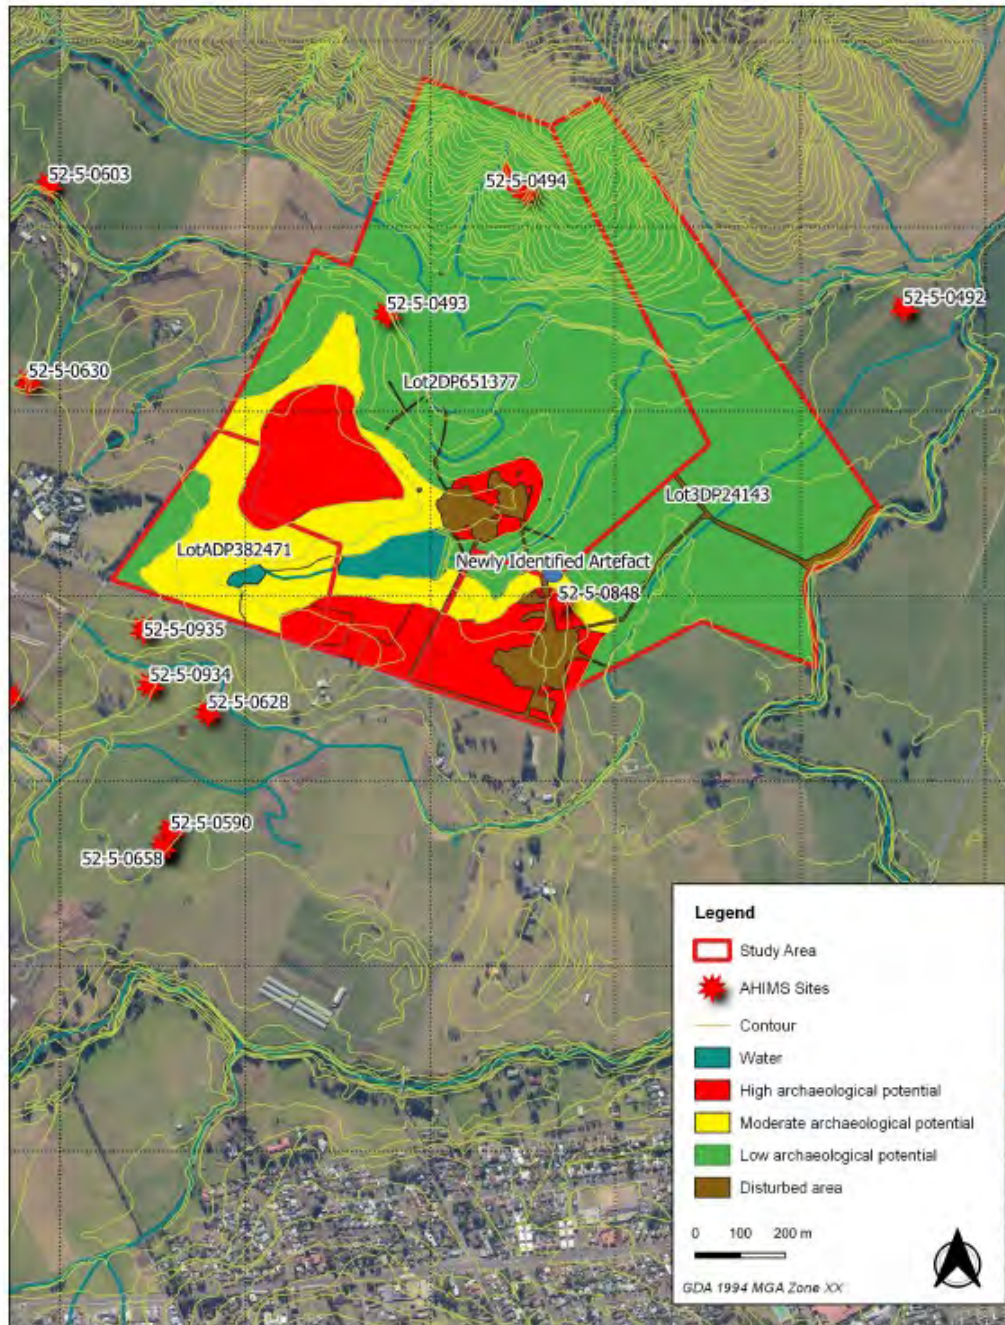 52-5-0603
52-5-0494
52-5-0493
52-5-0492
52-5-0630
Lot2DP651377
Lot3DP24143
LotADP382471
Newly Identified Artefact
52-5-0848
52-5-0935
52-5-0934
52-5-0628
52-5-0590
52-5-0658
Legend
Study Area
AHIMS Sites
Contour
Water
High archaeological potential
Moderate archaeological potential
Low archaeological potential
Disturbed area
0 100 200 m
GDA 1994 MGA Zone XX